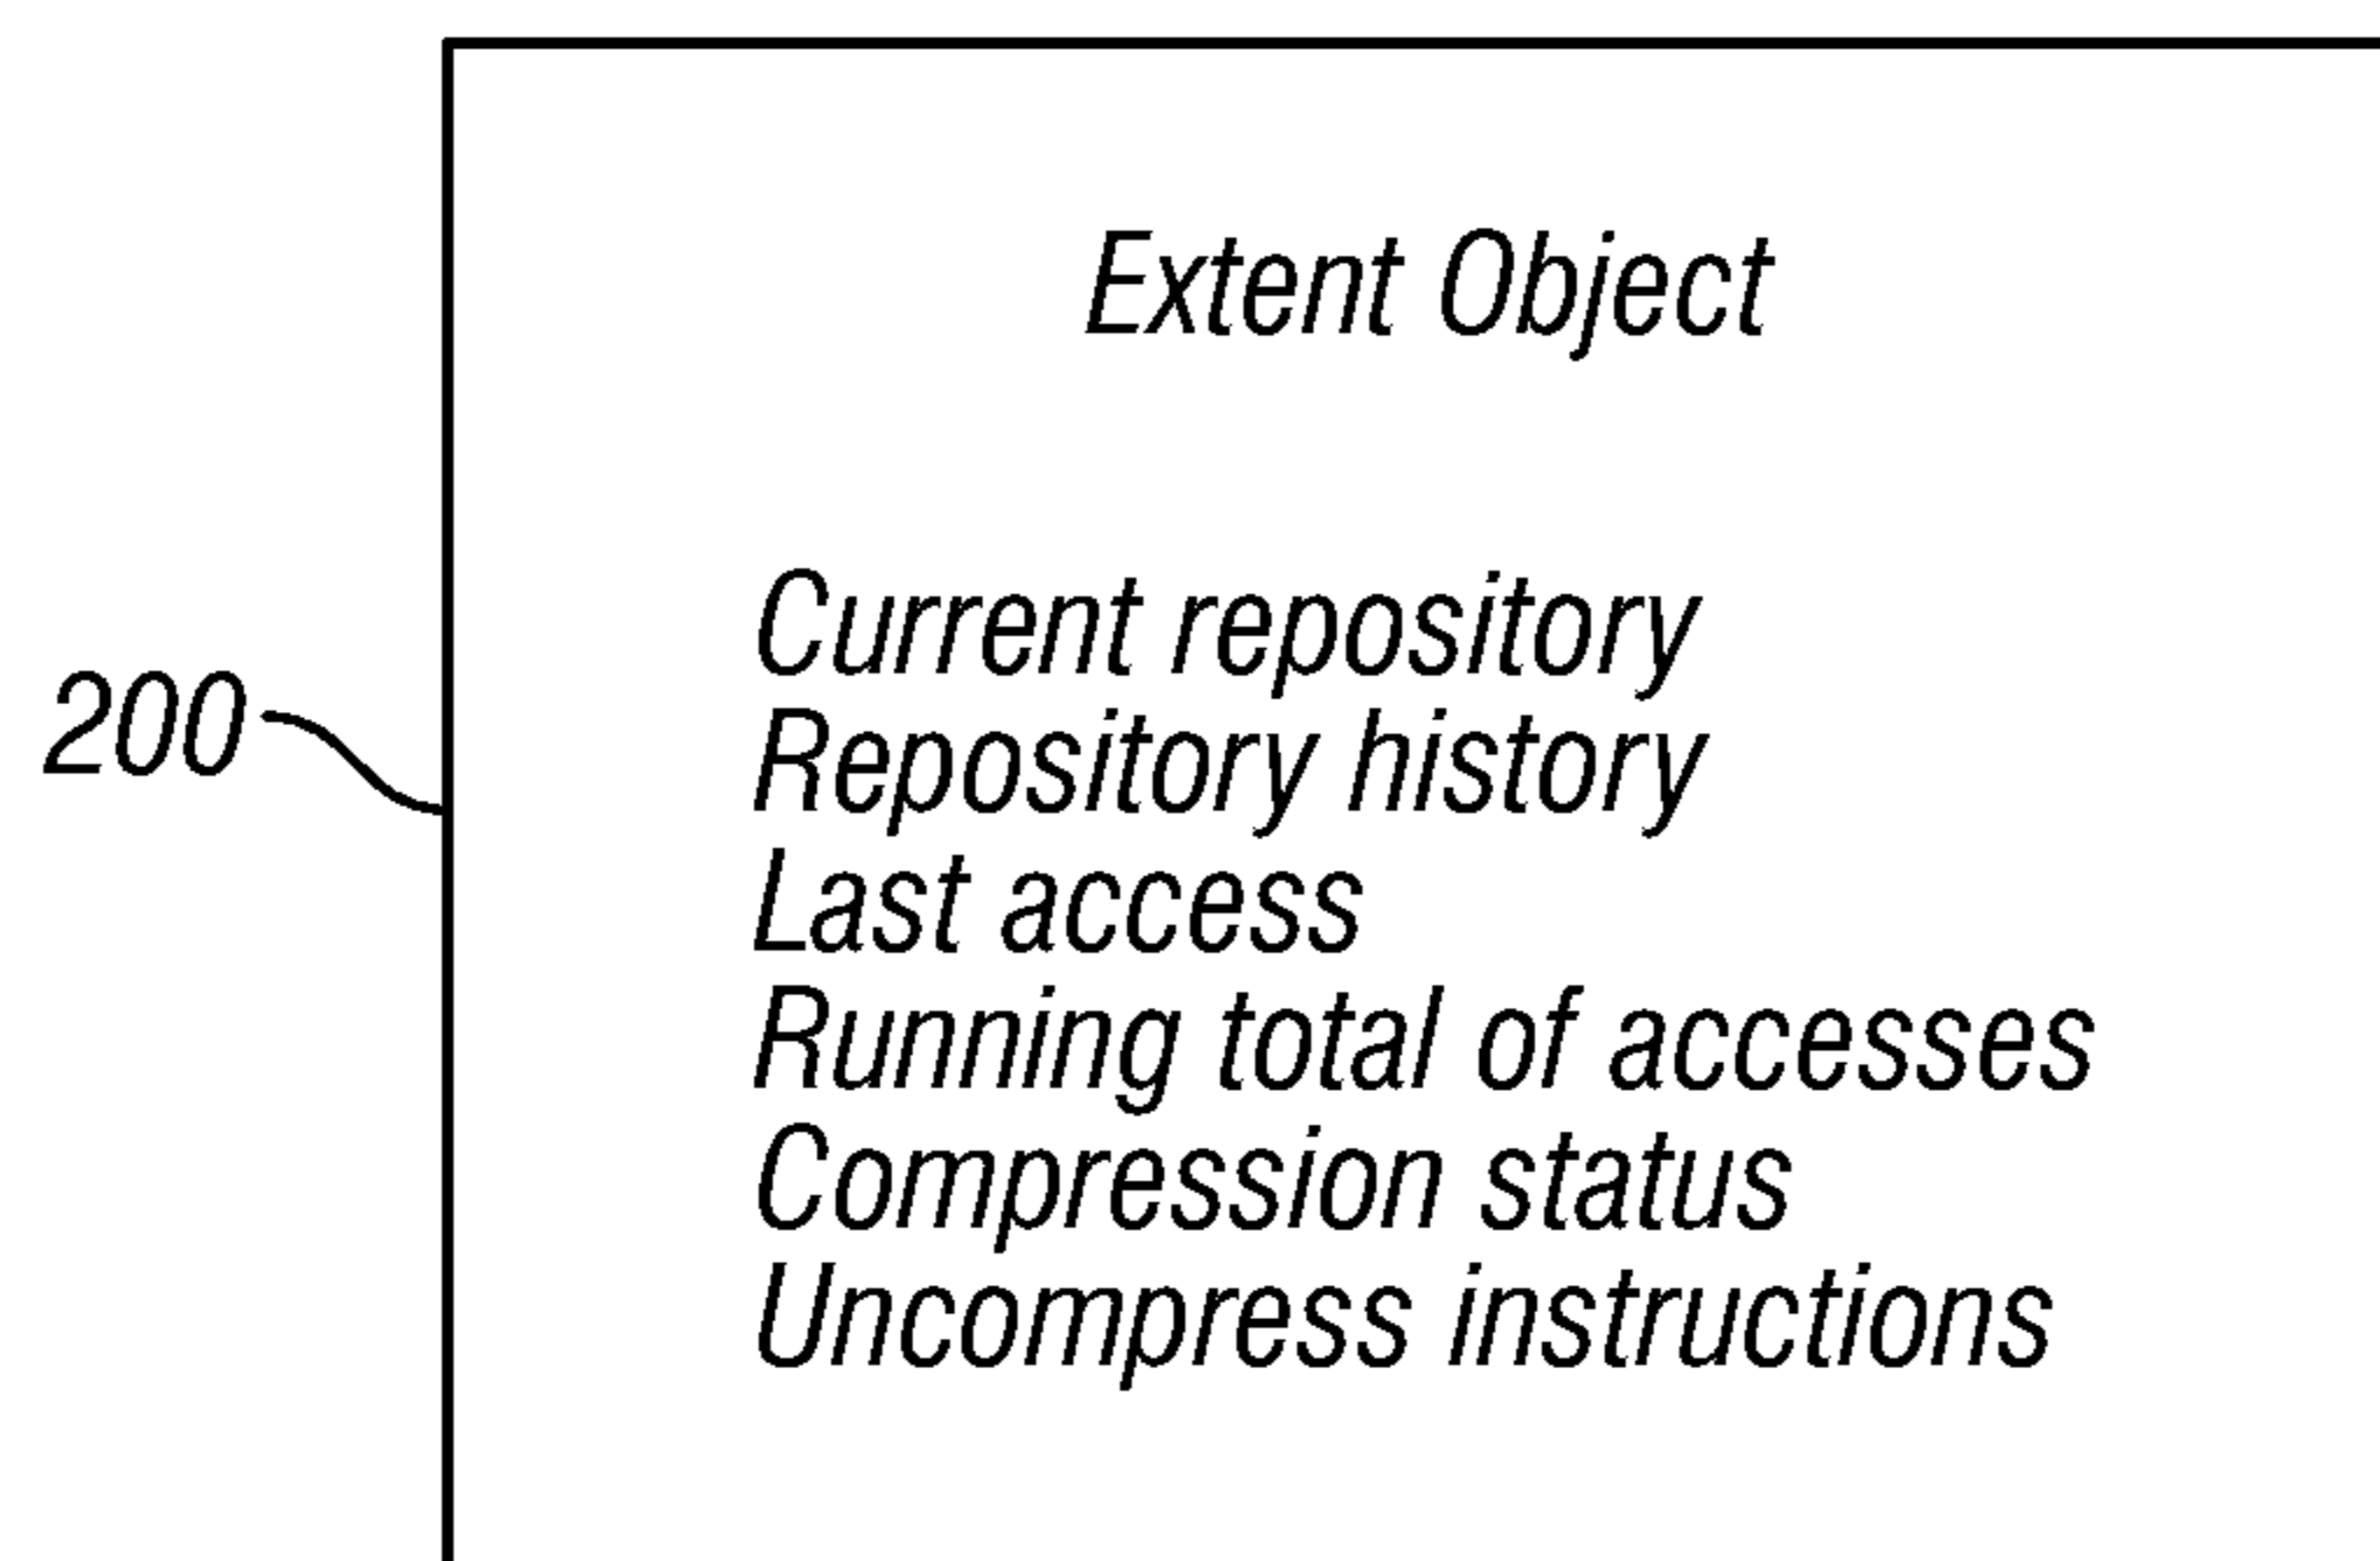 Extent Object
Current repository
Repository history
200
Last access
Running total of accesses
Compression status
Uncompress instructions